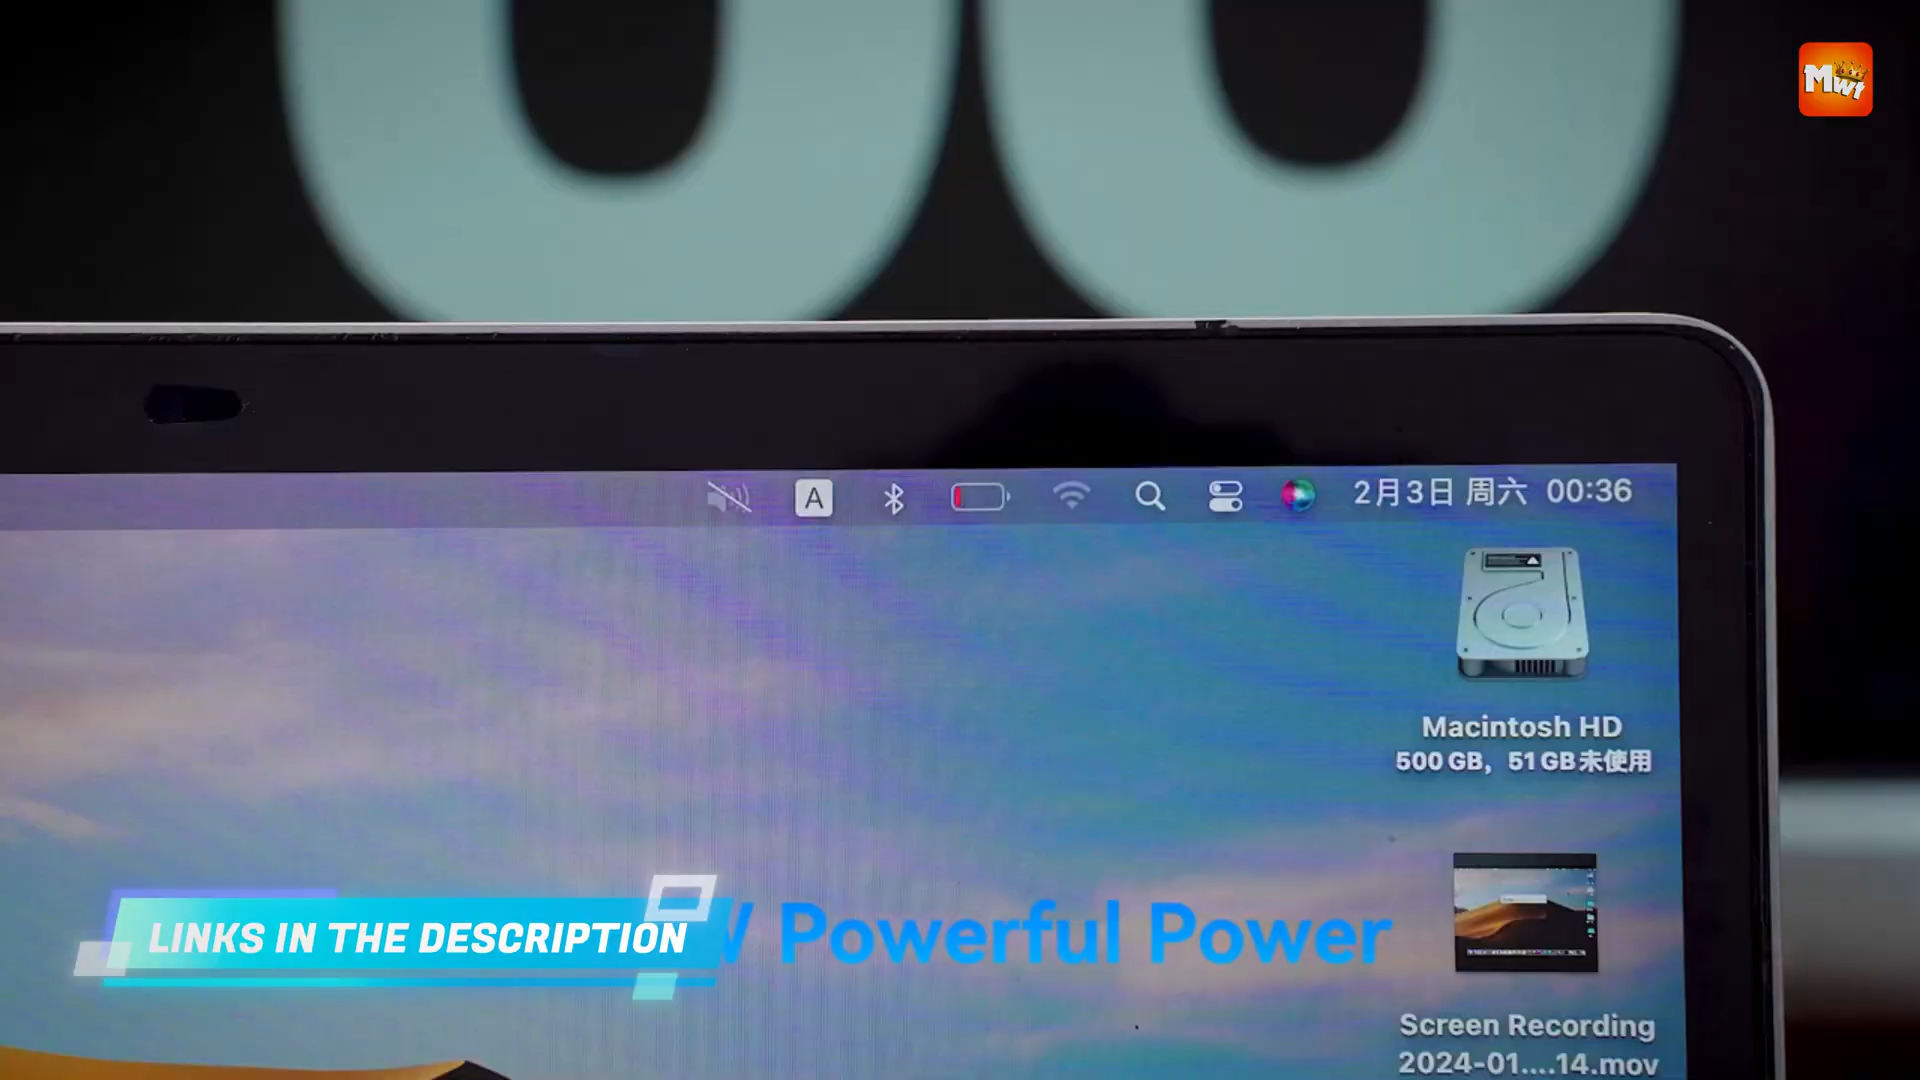 Mwt
A
2月3日 周六 00:36
Macintosh HD
500 GB，51 GB未使用
LINKS IN THE DESCRIPTION
Powerful Power
Screen Recording
2024-01....14.mov